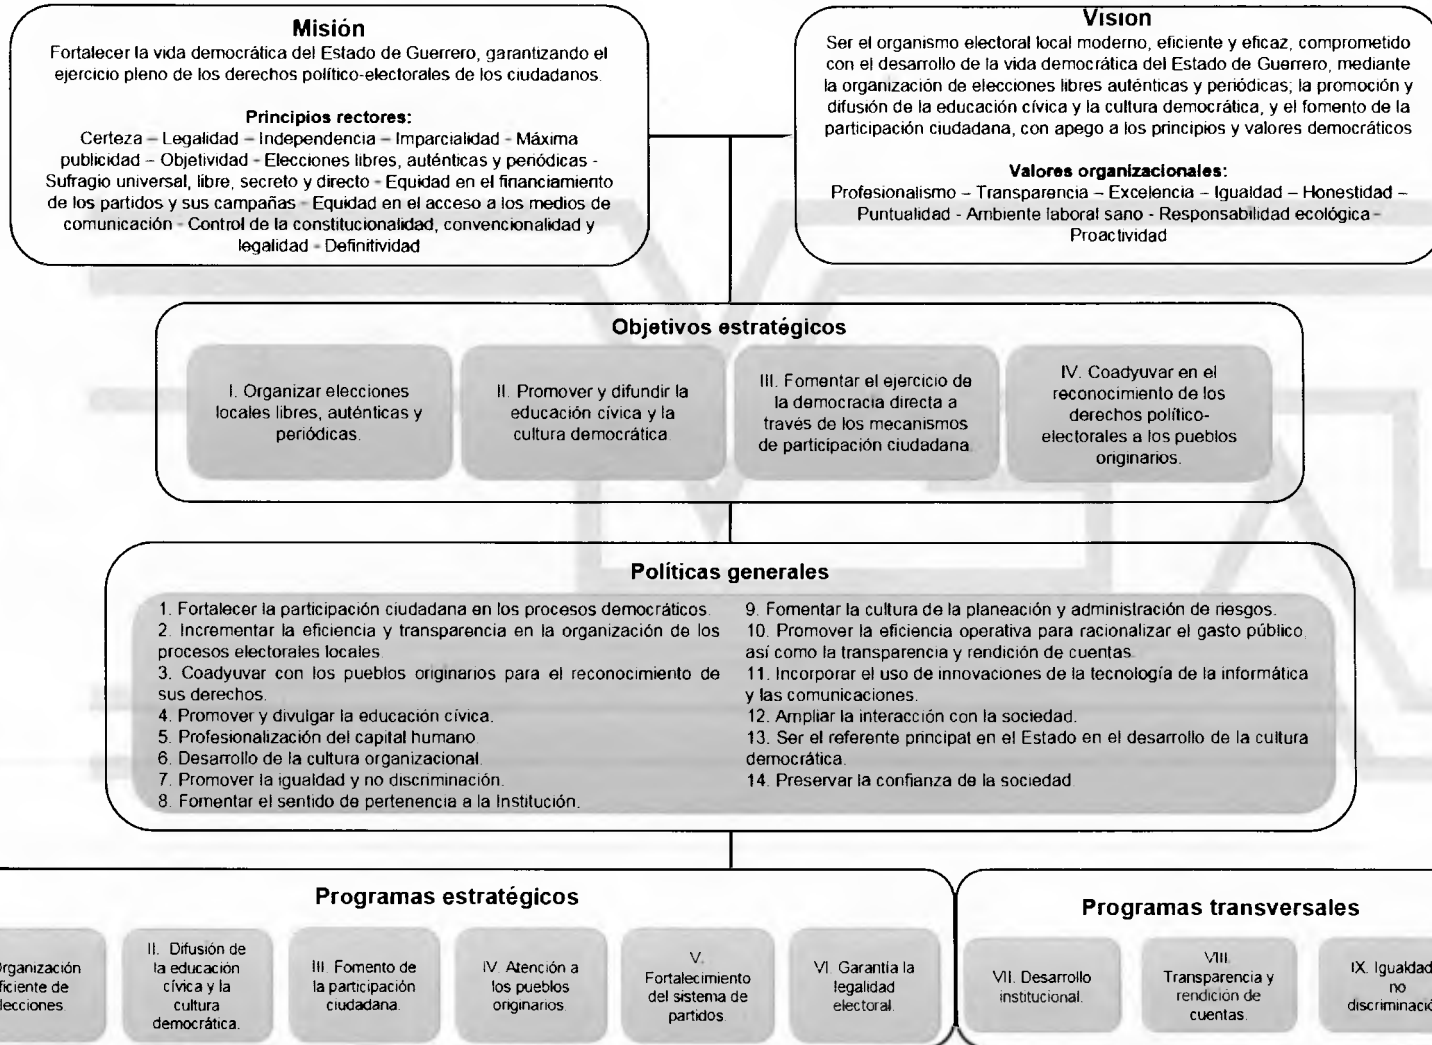 Misión
Fortalecer la vida democrática del Estado de Guerrero, garantizando el
ejercicio pleno de los derechos político-electorales de los ciudadanos.
Principios rectores:
Certeza – Legalidad – Independencia – Imparcialidad - Máxima
publicidad – Objetividad - Elecciones libres, auténticas y periódicas -
Sufragio universal, libre, secreto y directo - Equidad en el financiamiento
de los partidos y sus campañas - Equidad en el acceso a los medios de
comunicación - Control de la constitucionalidad, convencionalidad y
legalidad - Definitividad
Vision
Ser el organismo electoral local moderno, eficiente y eficaz, comprometido
con el desarrollo de la vida democrática del Estado de Guerrero, mediante
la organización de elecciones libres auténticas y periódicas; la promoción y
difusión de la educación cívica y la cultura democrática, y el fomento de la
participación ciudadana, con apego a los principios y valores democráticos
Valores organizacionales:
Profesionalismo – Transparencia – Excelencia – Igualdad – Honestidad –
Puntualidad - Ambiente laboral sano - Responsabilidad ecológica -
Proactividad
Objetivos estratégicos
I. Organizar elecciones
locales libres, auténticas y
periódicas.
II. Promover y difundir la
educación cívica y la
cultura democrática.
III. Fomentar el ejercicio de
la democracia directa a
través de los mecanismos
de participación ciudadana.
IV. Coadyuvar en el
reconocimiento de los
derechos político-
electorales a los pueblos
originarios.
Políticas generales
1. Fortalecer la participación ciudadana en los procesos democráticos.
2. Incrementar la eficiencia y transparencia en la organización de los
procesos electorales locales.
3. Coadyuvar con los pueblos originarios para el reconocimiento de
sus derechos.
4. Promover y divulgar la educación cívica.
5. Profesionalización del capital humano.
6. Desarrollo de la cultura organizacional.
7. Promover la igualdad y no discriminación.
8. Fomentar el sentido de pertenencia a la Institución.
9. Fomentar la cultura de la planeación y administración de riesgos.
10. Promover la eficiencia operativa para racionalizar el gasto público,
así como la transparencia y rendición de cuentas.
11. Incorporar el uso de innovaciones de la tecnología de la informática
y las comunicaciones.
12. Ampliar la interacción con la sociedad.
13. Ser el referente principal en el Estado en el desarrollo de la cultura
democrática.
14. Preservar la confianza de la sociedad.
Programas estratégicos
rganización
ficiente de
lecciones.
II. Difusión de
la educación
cívica y la
cultura
democrática.
III. Fomento de
la participación
ciudadana.
IV. Atención a
los pueblos
originarios.
V.
Fortalecimiento
del sistema de
partidos.
VI. Garantía la
legalidad
electoral.
Programas transversales
VII. Desarrollo
institucional.
VIII.
Transparencia y
rendición de
cuentas.
IX. Igualdad
no
discriminació